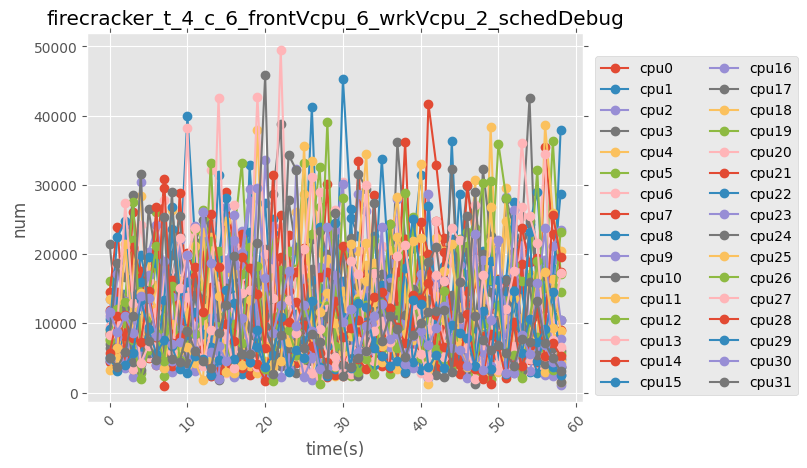 firecracker_t_4_c_6_frontVcpu_6_wrkVcpu_2_schedDebug
50000
40000
30000
20000
10000
0
num
0
10
20
30
40
50
60
time(s)
cpu0
cpu1
cpu2
cpu3
cpu4
cpu5
cpu6
cpu7
cpu8
cpu9
cpu10
cpu11
cpu12
cpu13
cpu14
cpu15
cpu16
cpu17
cpu18
cpu19
cpu20
cpu21
cpu22
cpu23
cpu24
cpu25
cpu26
cpu27
cpu28
cpu29
cpu30
cpu31